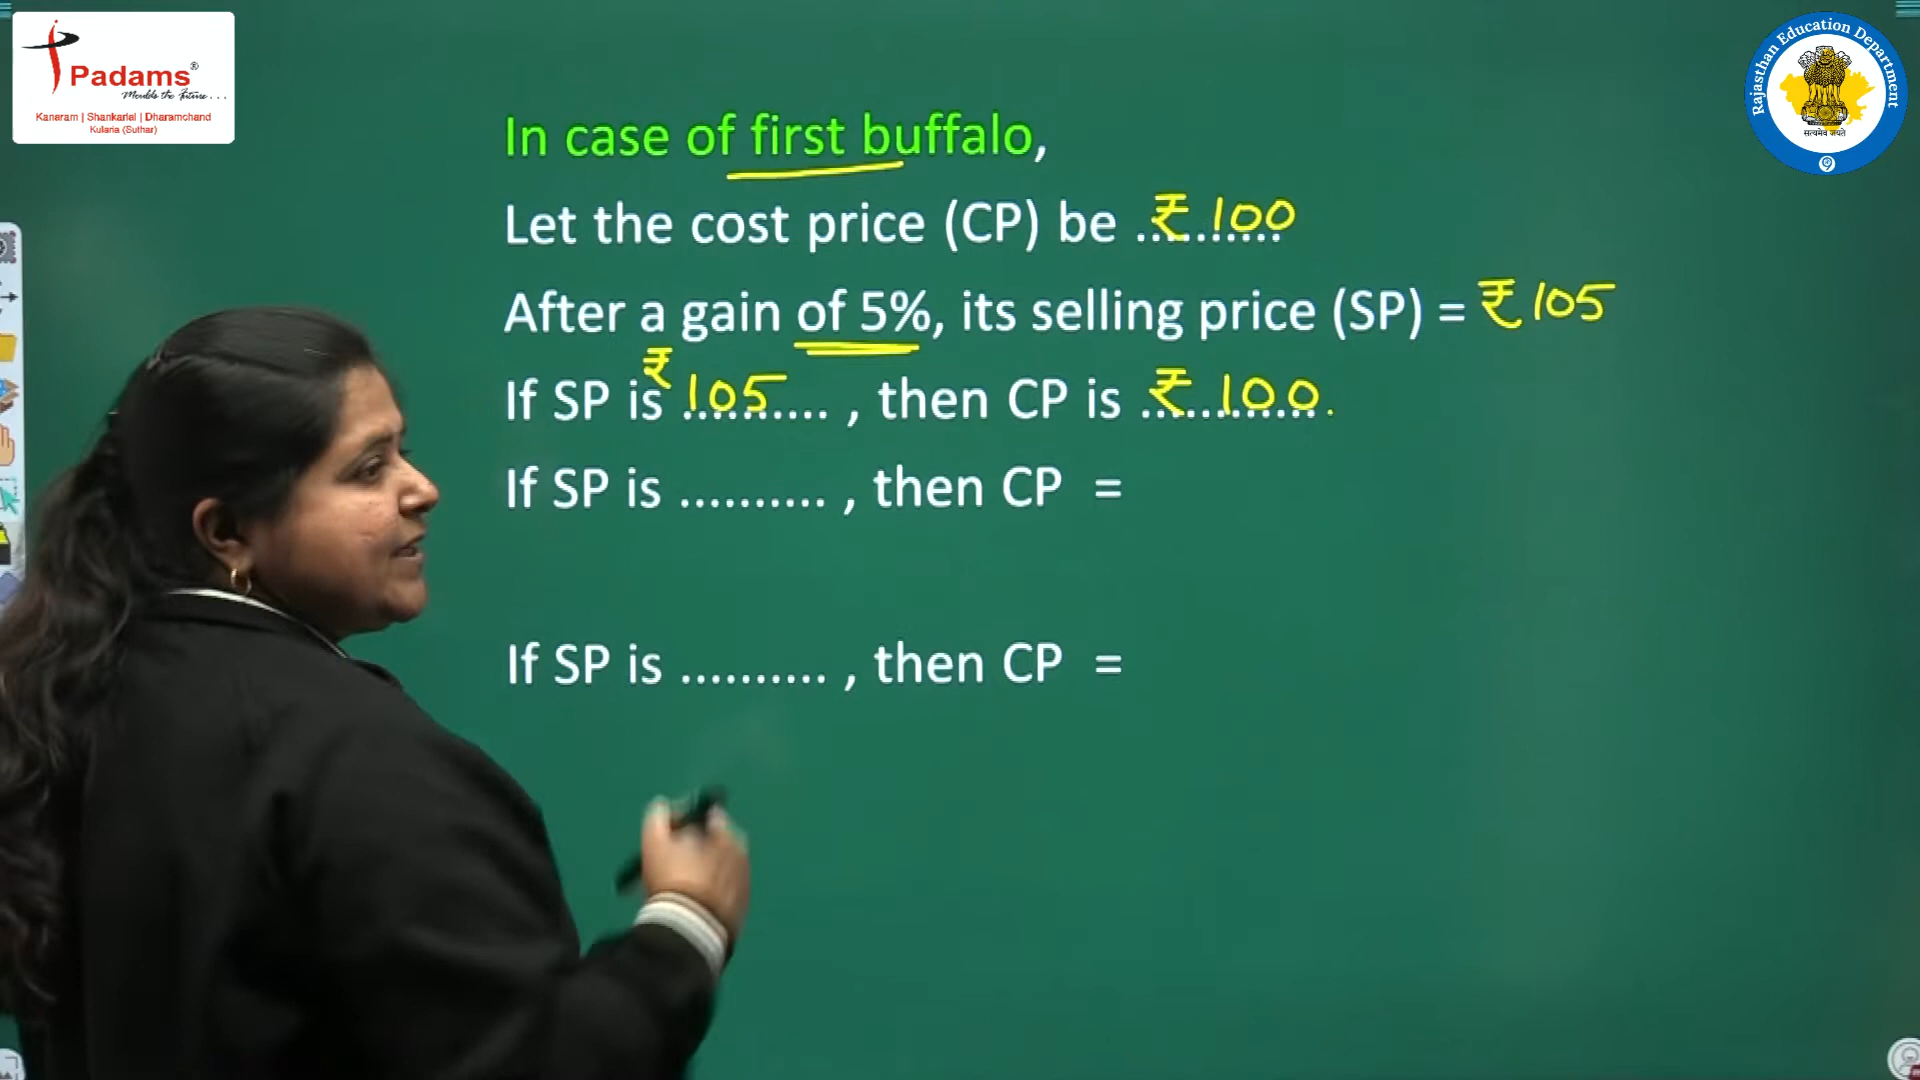 Padams®
Moulds the Future...
Kanaram | Shankarlal | Dharamchand
Kularia (Suthar)
Rajasthan Education Department
सत्यमेव जयते
In case of first buffalo,
Let the cost price (CP) be .......... ₹ 100
After a gain of 5%, its selling price (SP) = ₹ 105
If SP is ₹ 105 .......... , then CP is ₹ 100.
If SP is .......... , then CP =
If SP is .......... , then CP =